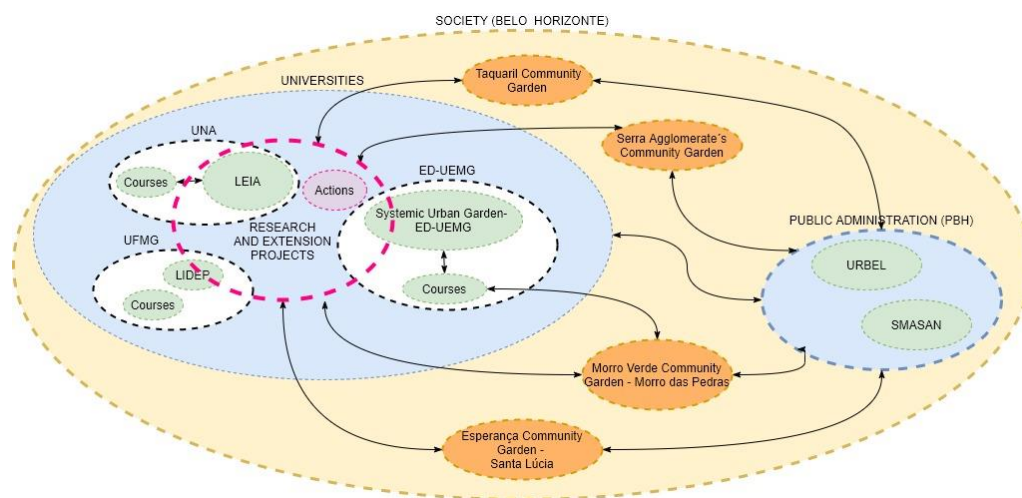 SOCIETY (BELO HORIZONTE)
Taquaril Community
Garden
UNIVERSITIES
UNA
Serra Agglomerate´s
Community Garden
Courses
LEIA
Actions
ED-UEMG
Systemic Urban Garden-
ED-UEMG
RESEARCH
AND EXTENSION
PROJECTS
PUBLIC ADMINISTRATION (PBH)
UFMG
LIDEP
Courses
Courses
URBEL
SMASAN
Morro Verde Community
Garden - Morro das Pedras
Esperança Community
Garden -
Santa Lúcia